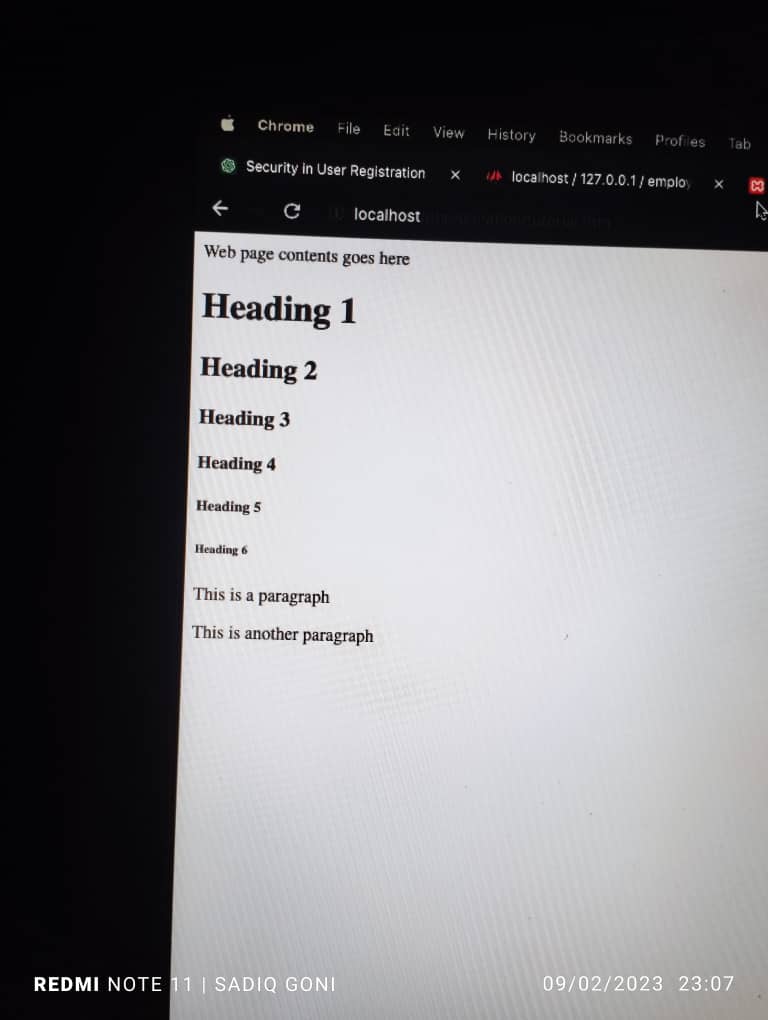 Chrome File Edit View History Bookmarks Profiles Tab
Security in User Registration × localhost / 127.0.0.1 / emplo ×
localhost
Web page contents goes here
Heading 1
Heading 2
Heading 3
Heading 4
Heading 5
Heading 6
This is a paragraph
This is another paragraph
REDMI NOTE 11 | SADIQ GONI 09/02/2023 23:07